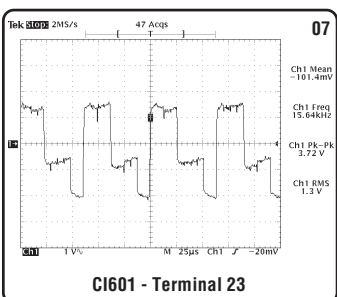 Tek Stop: 2MS/s 47 Acqs
07
[ T ]
T
1
Ch1 Mean
−101.4mV
Ch1 Freq
15.64kHz
Ch1 Pk−Pk
3.72 V
Ch1 RMS
1.3 V
Ch1 1 V M 25µs Ch1 −20mV
CI601 - Terminal 23